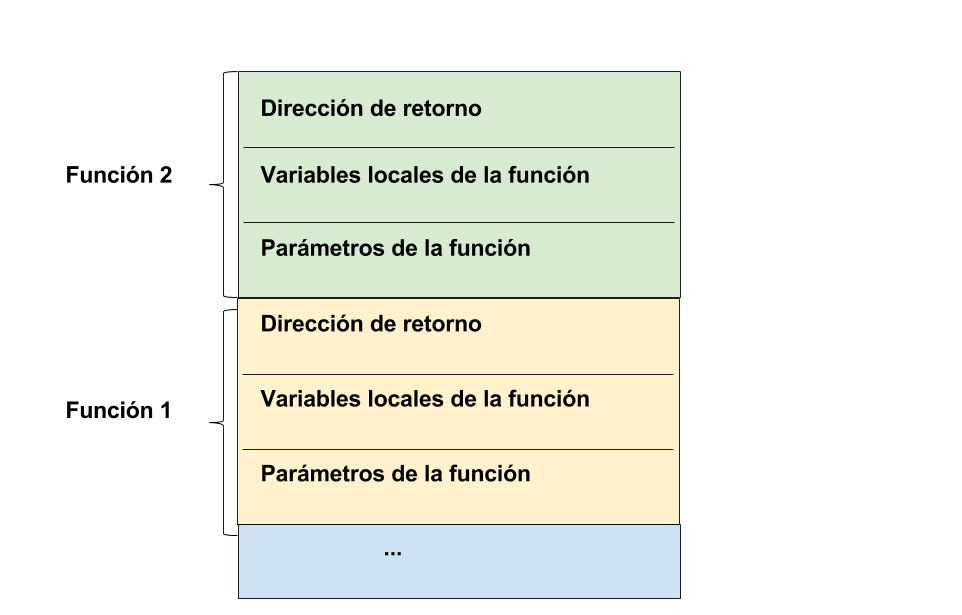 Dirección de retorno
Función 2
Variables locales de la función
Parámetros de la función
Dirección de retorno
Variables locales de la función
Función 1
Parámetros de la función
...